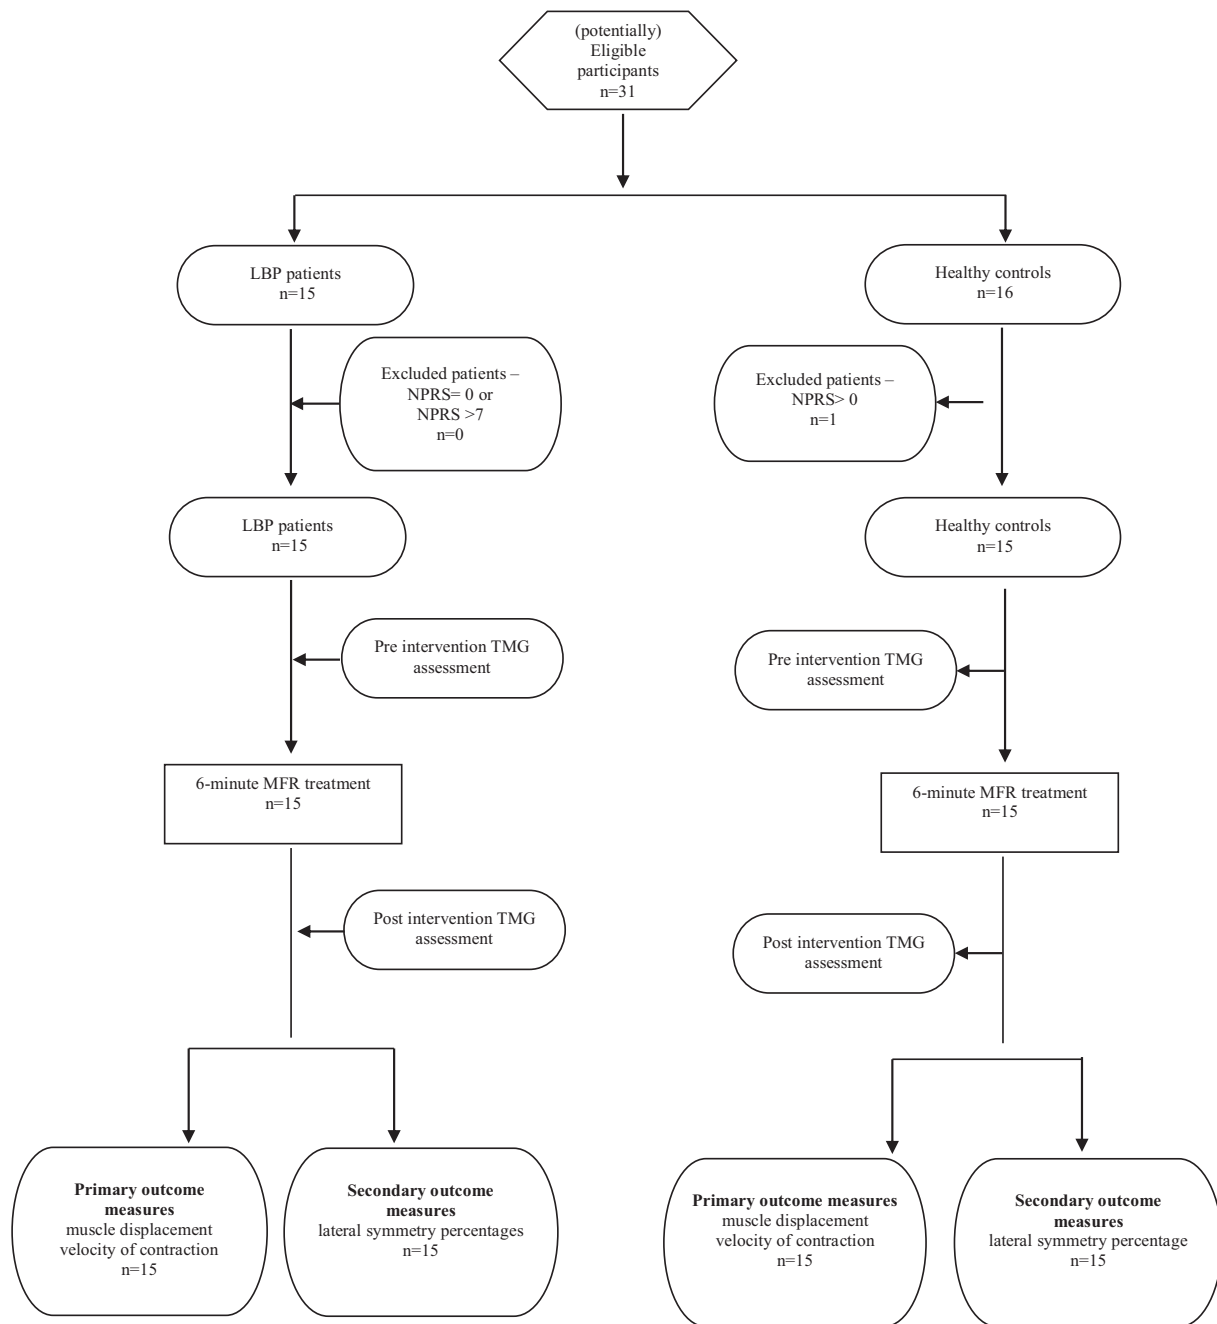 (potentially)
Eligible
participants
n=31
LBP patients
n=15
Healthy controls
n=16
Excluded patients –
NPRS= 0 or
NPRS >7
n=0
Excluded patients –
NPRS> 0
n=1
LBP patients
n=15
Healthy controls
n=15
Pre intervention TMG
assessment
Pre intervention TMG
assessment
6-minute MFR treatment
n=15
6-minute MFR treatment
n=15
Post intervention TMG
assessment
Post intervention TMG
assessment
Primary outcome
measures
muscle displacement
velocity of contraction
n=15
Secondary outcome
measures
lateral symmetry percentages
n=15
Primary outcome measures
muscle displacement
velocity of contraction
n=15
Secondary outcome
measures
lateral symmetry percentage
n=15